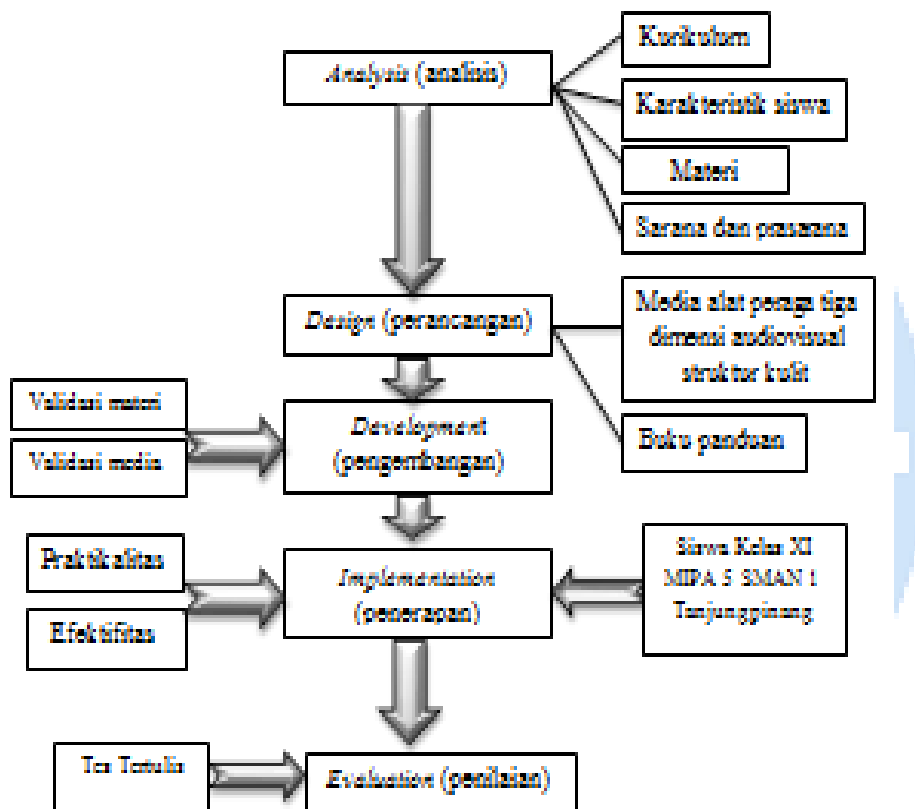 Analysis (analisis)
Kurikulum
Karakteristik siswa
Materi
Sarana dan prasarana
Design (perancangan)
Media alat peraga tiga
dimensi audiovisual
struktur kulit
Buku panduan
Validasi materi
Validasi media
Development
(pengembangan)
Praktikalitas
Efektifitas
Implementation
(penerapan)
Siswa Kelas XI
MIPA 5 SMAN 1
Tanjungpinang
Tes Tertulis
Evaluation (penilaian)